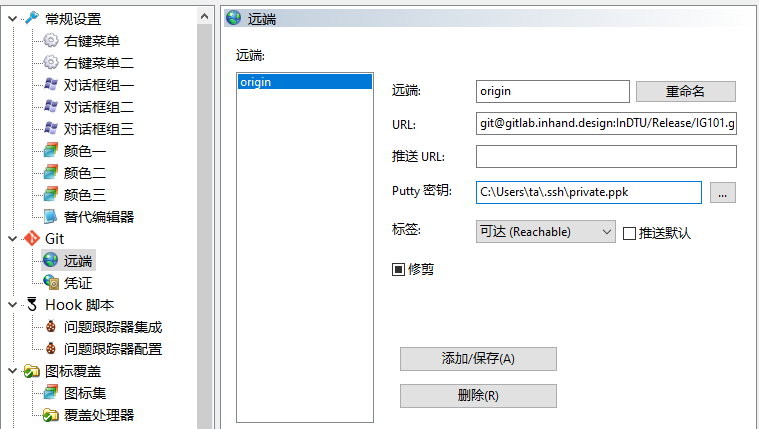 常规设置
右键菜单
右键菜单二
对话框组一
对话框组二
对话框组三
颜色一
颜色二
颜色三
替代编辑器
Git
远端
凭证
Hook 脚本
问题跟踪器集成
问题跟踪器配置
图标覆盖
图标集
覆盖处理器
远端
远端:
origin
远端:
origin
重命名
URL:
git@gitlab.inhand.design:InDTU/Release/IG101.g
推送 URL:
Putty 密钥:
C:\Users\ta\.ssh\private.ppk
...
标签:
可达 (Reachable)
推送默认
修剪
添加/保存(A)
删除(R)